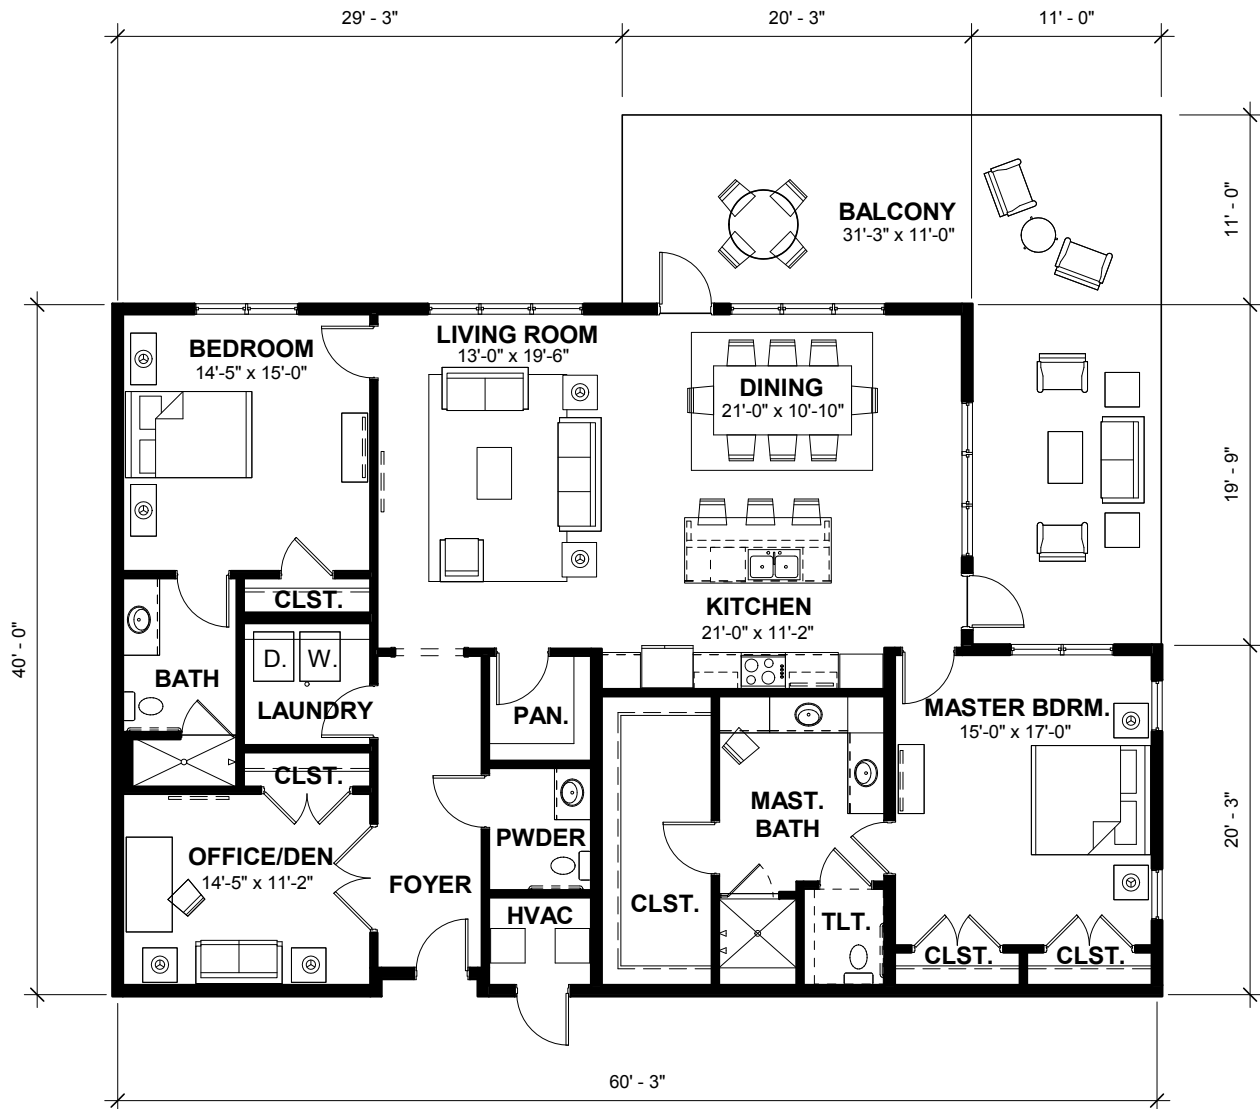 29' - 3"
20' - 3"
11' - 0"
BALCONY
31'-3" x 11'-0"
11' - 0"
BEDROOM
14'-5" x 15'-0"
LIVING ROOM
13'-0" x 19'-6"
DINING
21'-0" x 10'-10"
19' - 9"
KITCHEN
21'-0" x 11'-2"
CLST.
40' - 0"
D.
W.
BATH
LAUNDRY
PAN.
MASTER BDRM.
15'-0" x 17'-0"
CLST.
MAST.
BATH
20' - 3"
PWDER
OFFICE/DEN
14'-5" x 11'-2"
FOYER
CLST.
HVAC
TLT.
CLST.
CLST.
60' - 3"